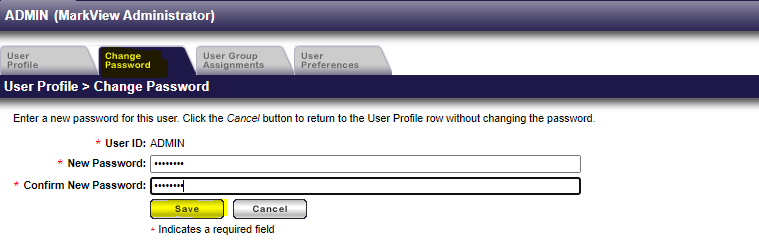 ADMIN (MarkView Administrator)
User Profile
Change Password
User Group Assignments
User Preferences
User Profile > Change Password
Enter a new password for this user. Click the Cancel button to return to the User Profile row without changing the password.
* User ID: ADMIN
* New Password: ••••••••
* Confirm New Password: ••••••••
Save Cancel
* Indicates a required field